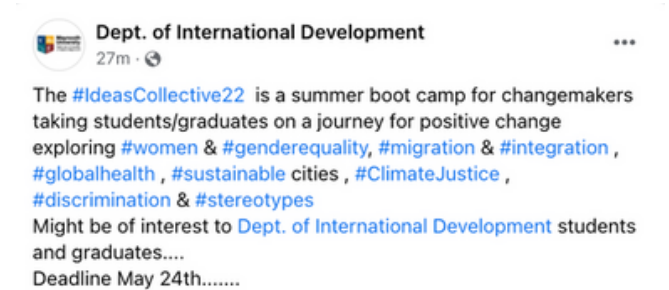 Dept. of International Development
27m ·
The #IdeasCollective22 is a summer boot camp for changemakers
taking students/graduates on a journey for positive change
exploring #women & #genderequality, #migration & #integration ,
#globalhealth , #sustainable cities , #ClimateJustice ,
#discrimination & #stereotypes
Might be of interest to Dept. of International Development students
and graduates....
Deadline May 24th.......